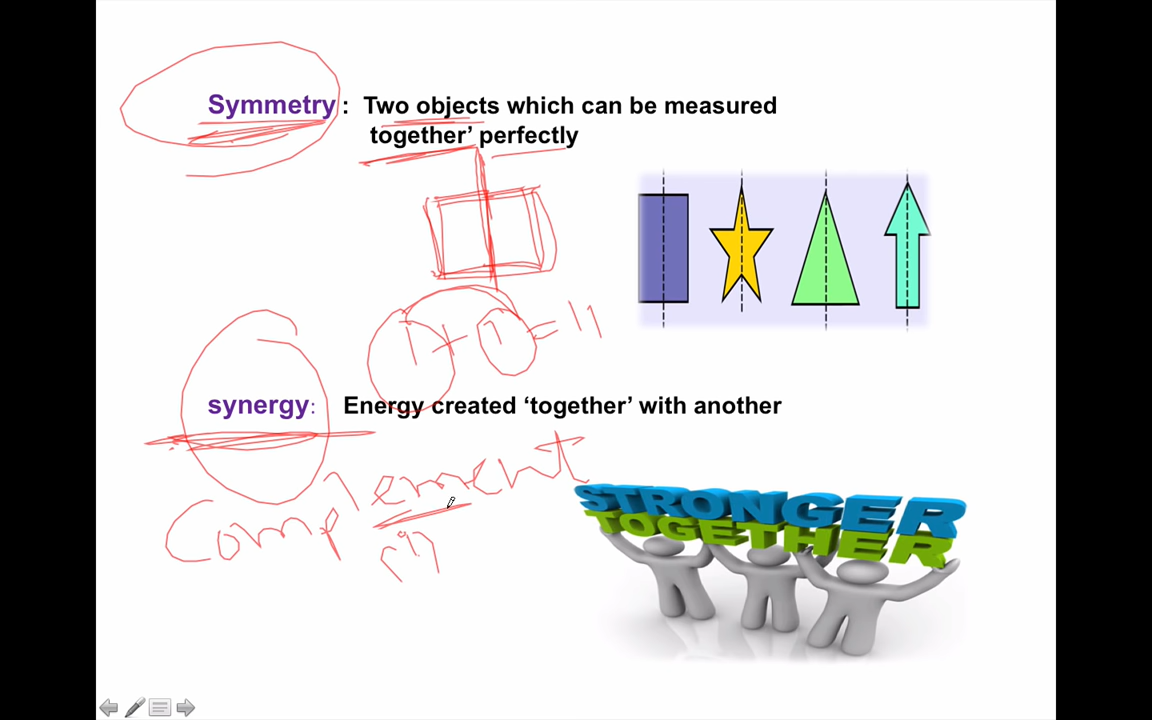 Symmetry : Two objects which can be measured
together’ perfectly
1 + 1 = 11
synergy: Energy created ‘together’ with another
Complement
STRONGER
TOGETHER